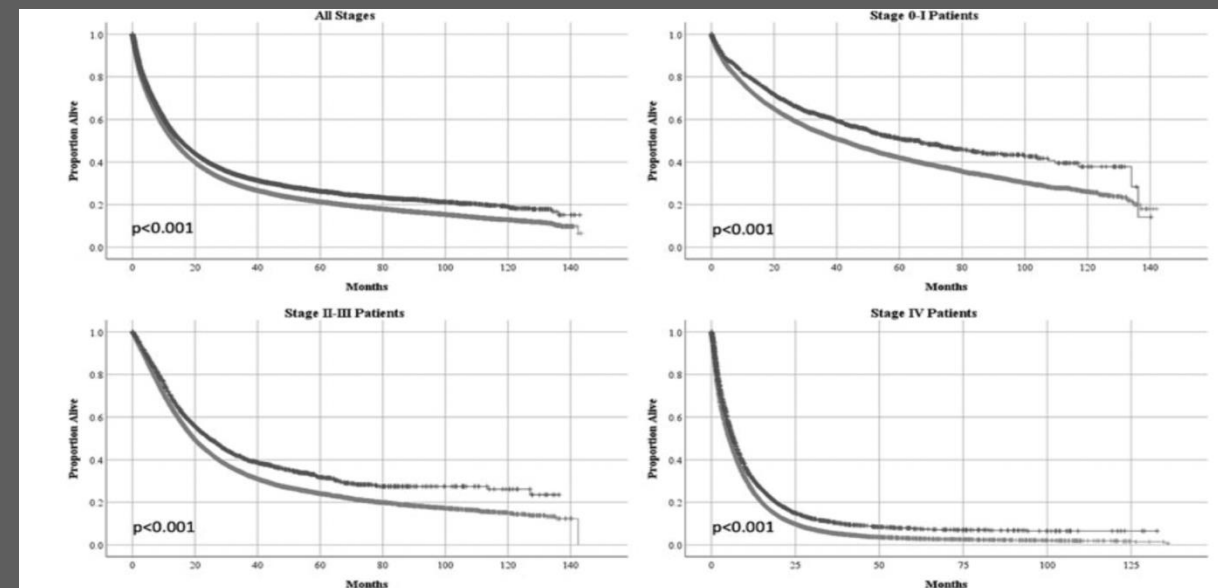 All Stages
Proportion Alive
1.0
0.8
0.6
0.4
0.2
0.0
p<0.001
0 20 40 60 80 100 120 140
Months
Stage 0-I Patients
Proportion Alive
1.0
0.8
0.6
0.4
0.2
0.0
p<0.001
0 20 40 60 80 100 120 140
Months
Stage II-III Patients
Proportion Alive
1.0
0.8
0.6
0.4
0.2
0.0
p<0.001
0 20 40 60 80 100 120 140
Months
Stage IV Patients
Proportion Alive
1.0
0.8
0.6
0.4
0.2
0.0
p<0.001
0 25 50 75 100 125
Months